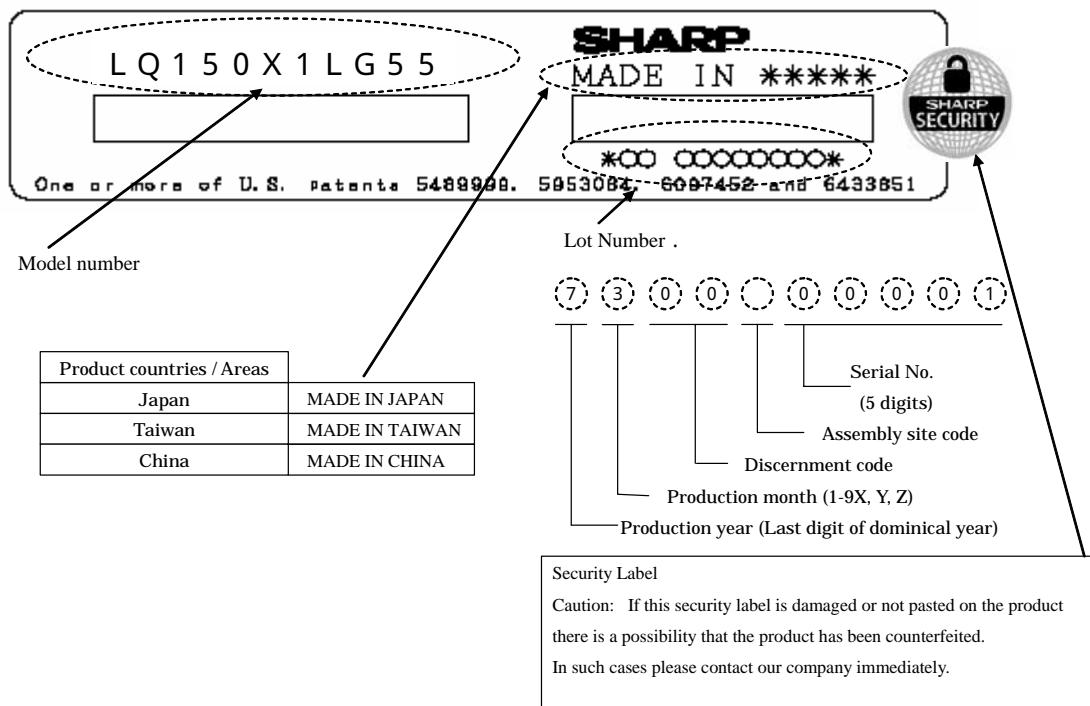 LQ150X1LG55
SHARP
MADE IN *****
SHARP
SECURITY
*○○ ○○○○○○○○*
One or more of U.S. Patents 5489999, 5953084, 6097452 and 6433851
Model number
Lot Number .
7 3 0 0 0 0 0 0 1
Serial No.
(5 digits)
Assembly site code
Discernment code
Production month (1-9X, Y, Z)
Production year (Last digit of dominical year)
Product countries / Areas
Japan MADE IN JAPAN
Taiwan MADE IN TAIWAN
China MADE IN CHINA
Security Label
Caution: If this security label is damaged or not pasted on the product
there is a possibility that the product has been counterfeited.
In such cases please contact our company immediately.